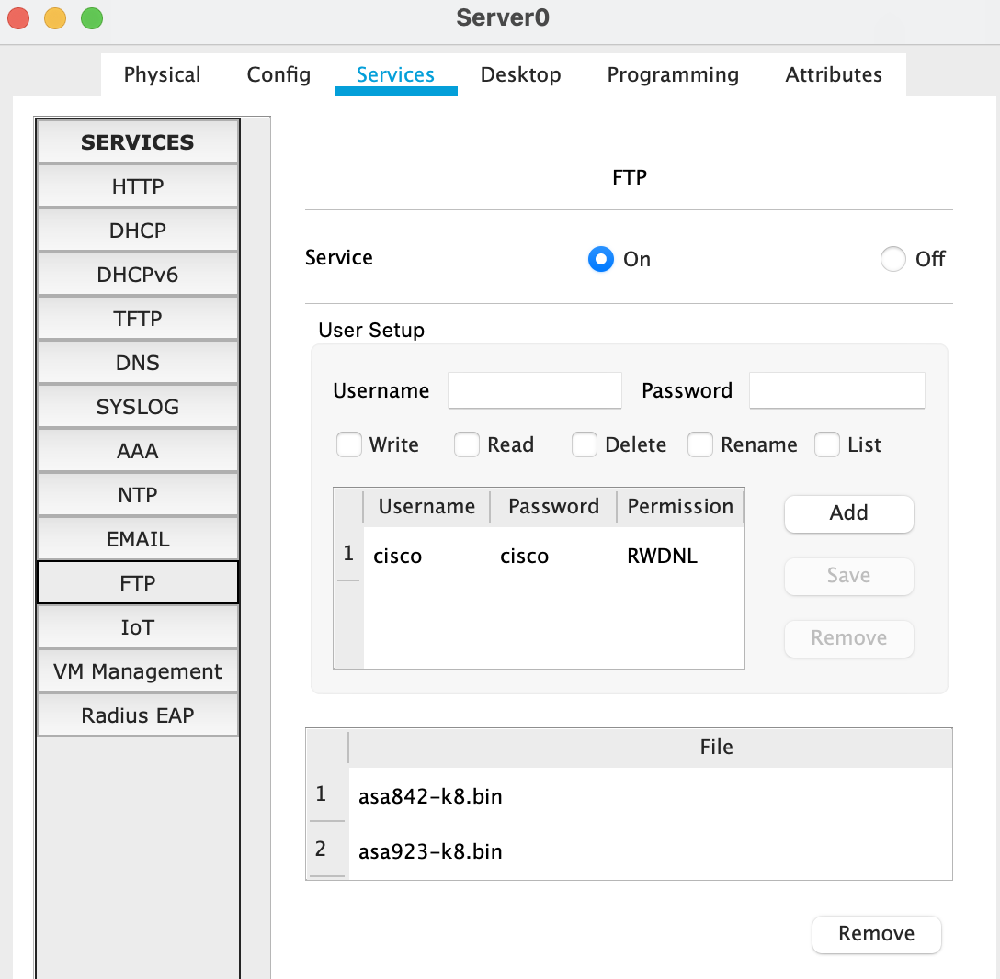 Server0
Physical Config Services Desktop Programming Attributes
SERVICES
HTTP
DHCP
DHCPv6
TFTP
DNS
SYSLOG
AAA
NTP
EMAIL
FTP
IoT
VM Management
Radius EAP
FTP
Service On Off
User Setup
Username Password
Write Read Delete Rename List
Username Password Permission
1 cisco cisco RWDNL
Add
Save
Remove
File
1 asa842-k8.bin
2 asa923-k8.bin
Remove